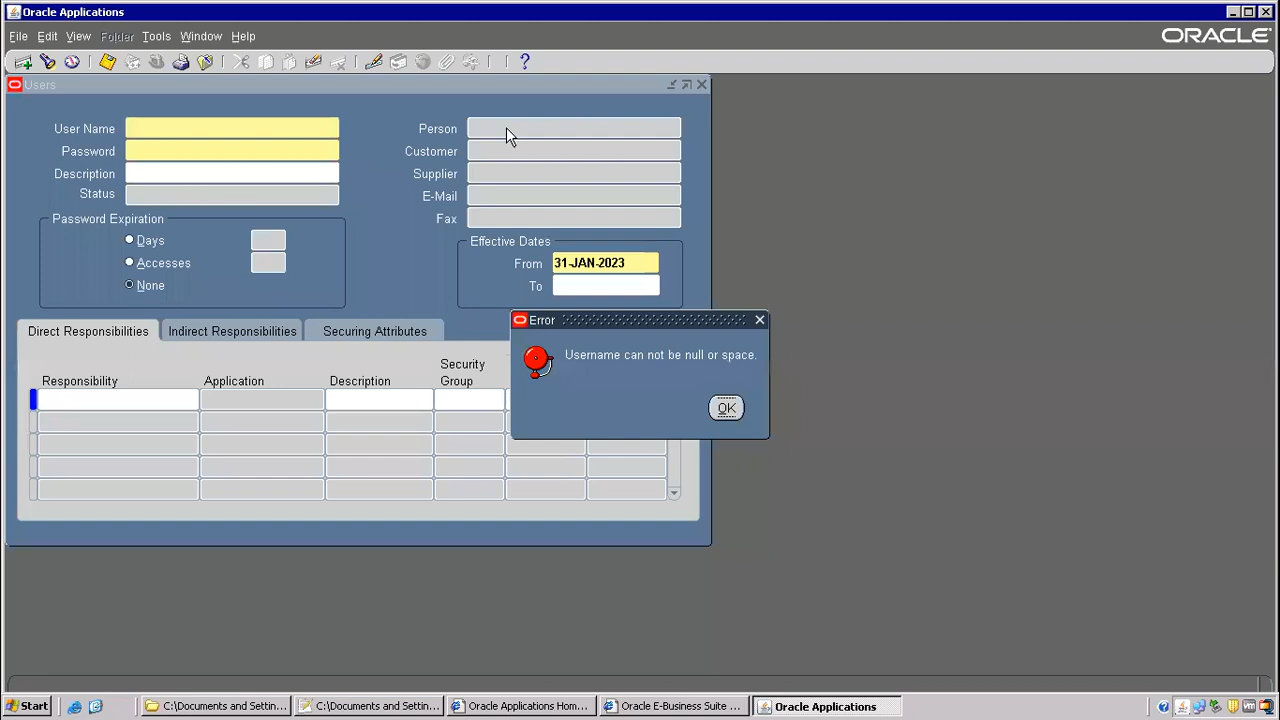 Oracle Applications
File Edit View Folder Tools Window Help
ORACLE
Users
User Name
Person
Password
Customer
Description
Supplier
Status
E-Mail
Password Expiration
Fax
Days
Effective Dates
Accesses
From 31-JAN-2023
None
To
Direct Responsibilities
Indirect Responsibilities
Securing Attributes
Error
Username can not be null or space.
OK
Security
Responsibility
Application
Description
Group
Start
C:\Documents and Settin...
C:\Documents and Settin...
Oracle Applications Hom...
Oracle E-Business Suite ...
Oracle Applications